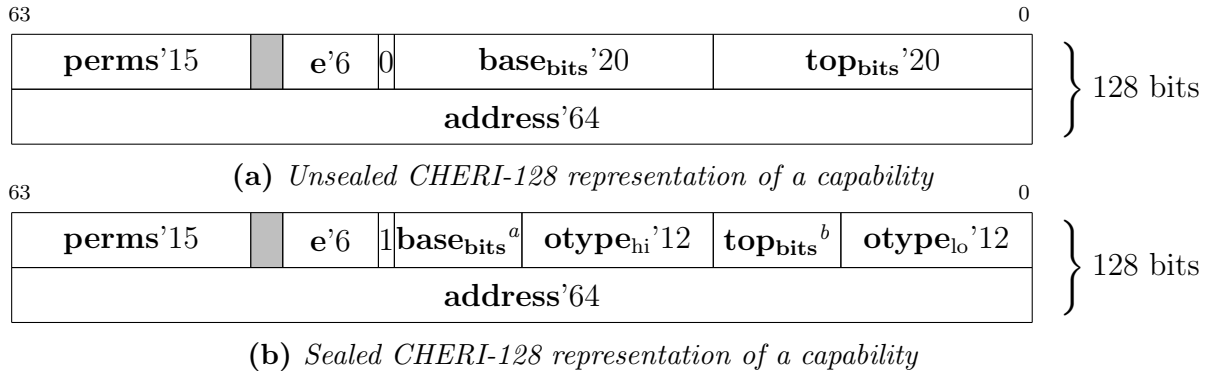 63 0
perms'15 e'6 0 base_bits'20 top_bits'20
address'64
128 bits
(a) Unsealed CHERI-128 representation of a capability
63 0
perms'15 e'6 1 base_bits^a otype_hi'12 top_bits^b otype_lo'12
address'64
128 bits
(b) Sealed CHERI-128 representation of a capability